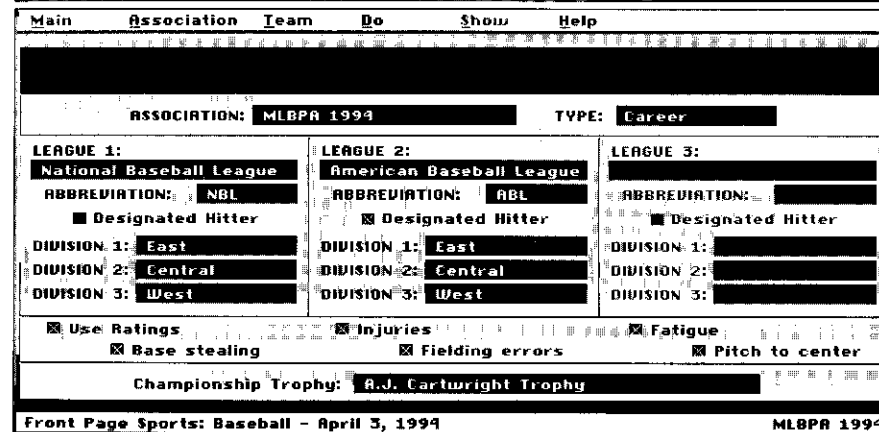 Main Association Team Do Show Help
ASSOCIATION: MLBPA 1994 TYPE: Career
LEAGUE 1: LEAGUE 2: LEAGUE 3:
National Baseball League American Baseball League
ABBREVIATION: NBL ABBREVIATION: ABL ABBREVIATION:
Designated Hitter Designated Hitter Designated Hitter
DIVISION 1: East DIVISION 1: East DIVISION 1:
DIVISION 2: Central DIVISION 2: Central DIVISION 2:
DIVISION 3: West DIVISION 3: West DIVISION 3:
Use Ratings Injuries Fatigue
Base stealing Fielding errors Pitch to center
Championship Trophy: A.J. Cartwright Trophy
Front Page Sports: Baseball - April 3, 1994 MLBPA 1994